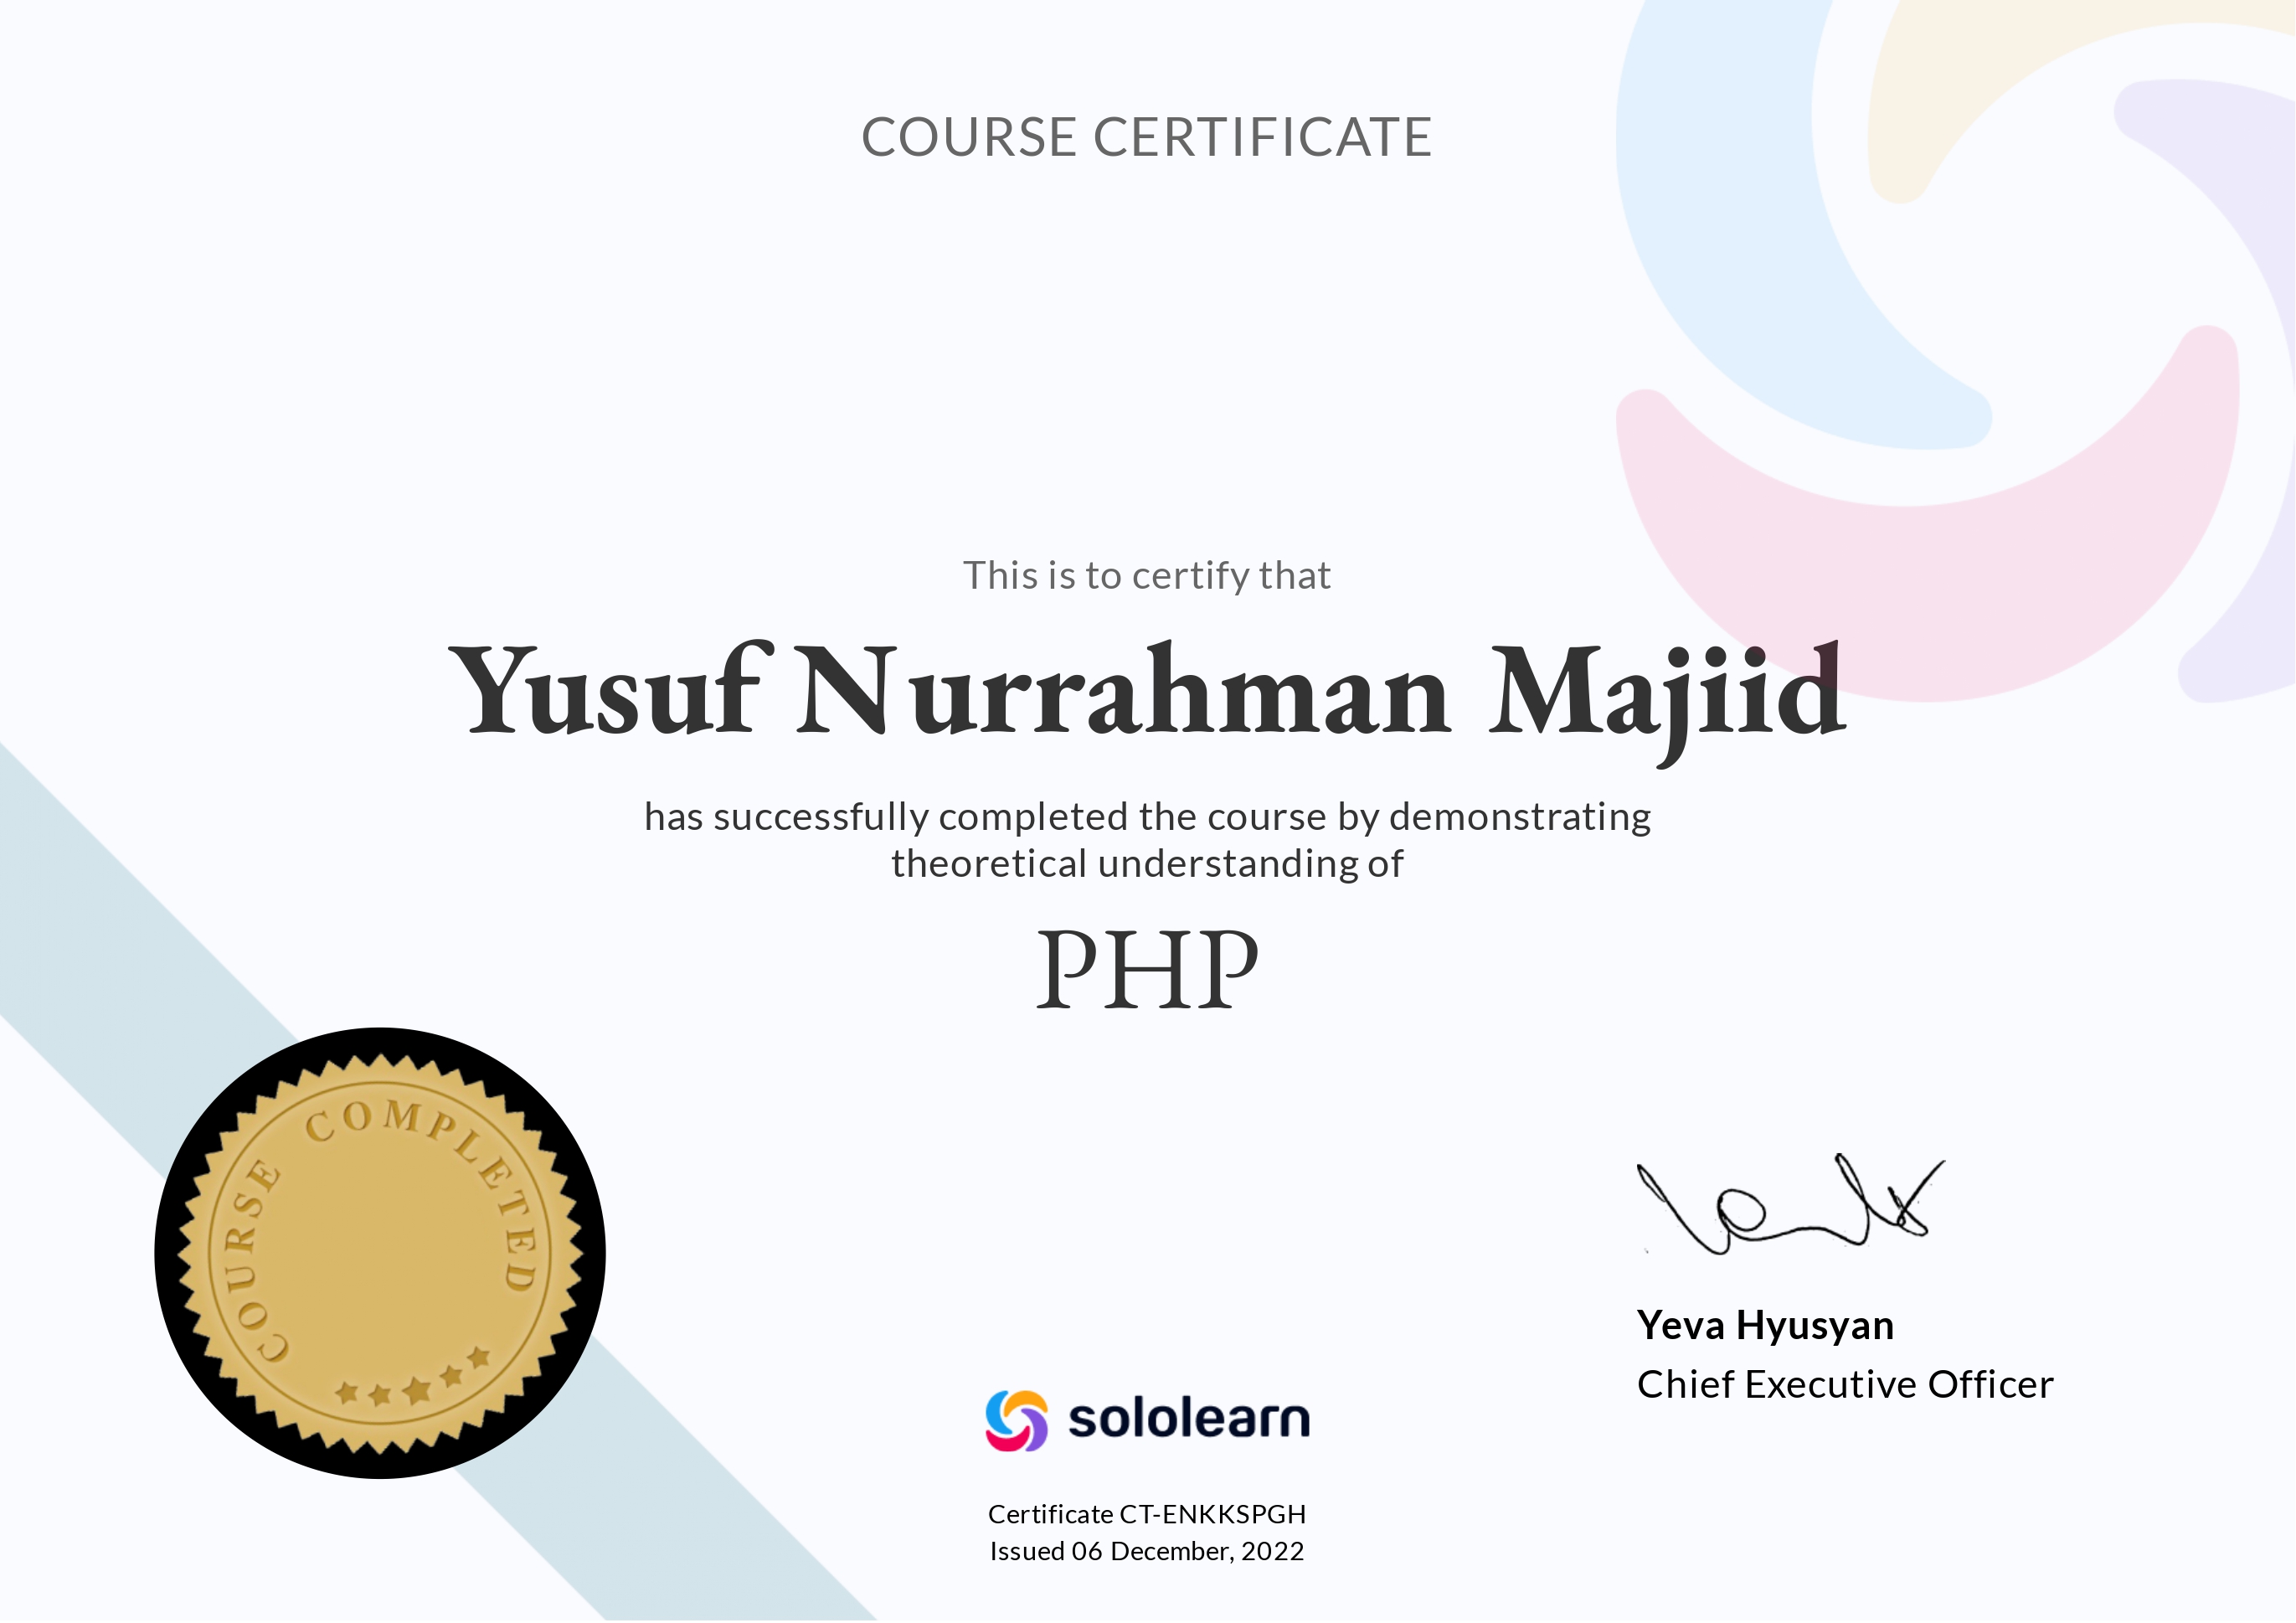 COURSE CERTIFICATE
This is to certify that
Yusuf Nurrahman Majiid
has successfully completed the course by demonstrating
theoretical understanding of
PHP
COURSE COMPLETED
Yeva Hyusyan
Chief Executive Officer
sololearn
Certificate CT-ENKKSPGH
Issued 06 December, 2022